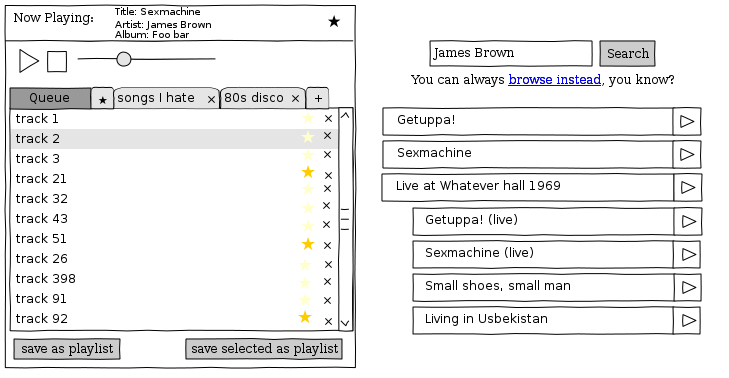 Now Playing:
Title: Sexmachine
Artist: James Brown
Album: Foo bar
Queue
songs I hate ×
80s disco ×
+
track 1
track 2
track 3
track 21
track 32
track 43
track 51
track 26
track 398
track 91
track 92
save as playlist
save selected as playlist
James Brown
Search
You can always browse instead, you know?
Getuppa!
Sexmachine
Live at Whatever hall 1969
Getuppa! (live)
Sexmachine (live)
Small shoes, small man
Living in Usbekistan